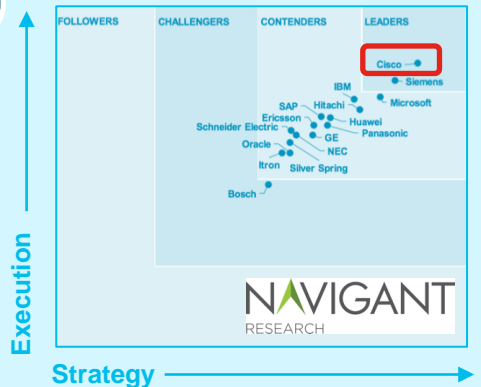 FOLLOWERS CHALLENGERS CONTENDERS LEADERS
Cisco
Siemens
IBM
Microsoft
SAP Hitachi
Ericsson Huawei
Schneider Electric Panasonic
GE
Oracle NEC
Itron Silver Spring
Bosch
NAVIGANT
RESEARCH
Execution
Strategy